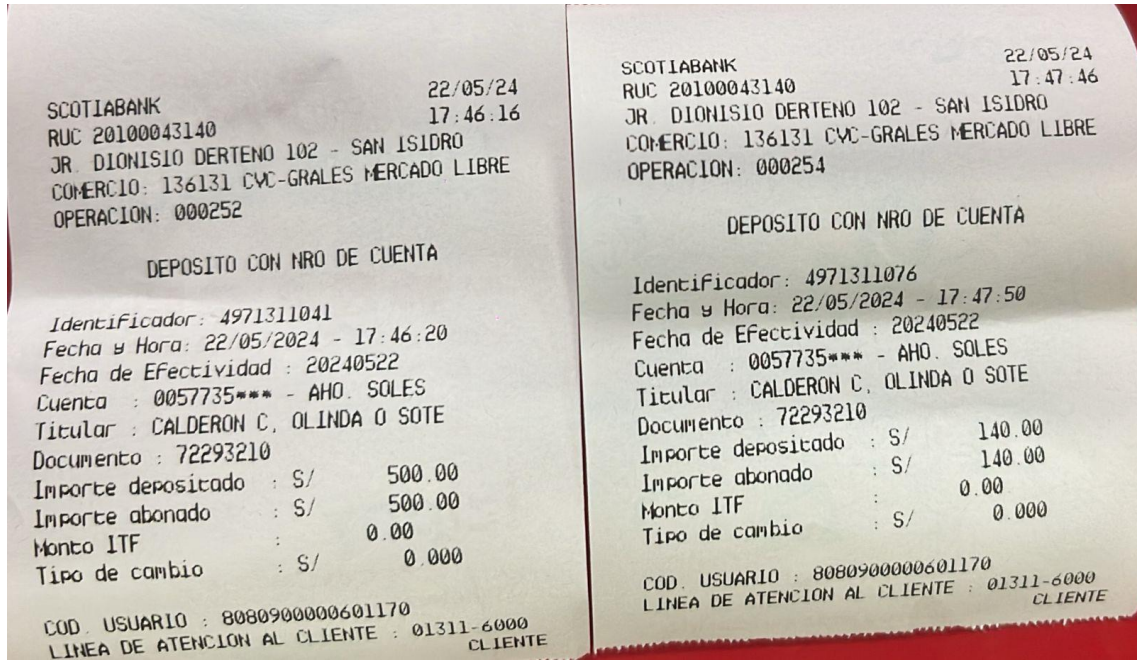 SCOTIABANK 22/05/24
RUC 20100043140 17:46:16
JR. DIONISIO DERTENO 102 - SAN ISIDRO
COMERCIO: 136131 CYC-GRALES MERCADO LIBRE
OPERACION: 000252
DEPOSITO CON NRO DE CUENTA
Identificador: 4971311041
Fecha y Hora: 22/05/2024 - 17:46:20
Fecha de Efectividad : 20240522
Cuenta : 0057735*** - AHO. SOLES
Titular : CALDERON C, OLINDA O SOTE
Documento : 72293210
Importe depositado : S/ 500.00
Importe abonado : S/ 500.00
Monto ITF : 0.00
Tipo de cambio : S/ 0.000
COD. USUARIO : 8080900000601170
LINEA DE ATENCION AL CLIENTE : 01311-6000
CLIENTE
SCOTIABANK 22/05/24
RUC 20100043140 17:47:46
JR. DIONISIO DERTENO 102 - SAN ISIDRO
COMERCIO: 136131 CYC-GRALES MERCADO LIBRE
OPERACION: 000254
DEPOSITO CON NRO DE CUENTA
Identificador: 4971311076
Fecha y Hora: 22/05/2024 - 17:47:50
Fecha de Efectividad : 20240522
Cuenta : 0057735*** - AHO. SOLES
Titular : CALDERON C, OLINDA O SOTE
Documento : 72293210
Importe depositado : S/ 140.00
Importe abonado : S/ 140.00
Monto ITF : 0.00
Tipo de cambio : S/ 0.000
COD. USUARIO : 8080900000601170
LINEA DE ATENCION AL CLIENTE : 01311-6000
CLIENTE